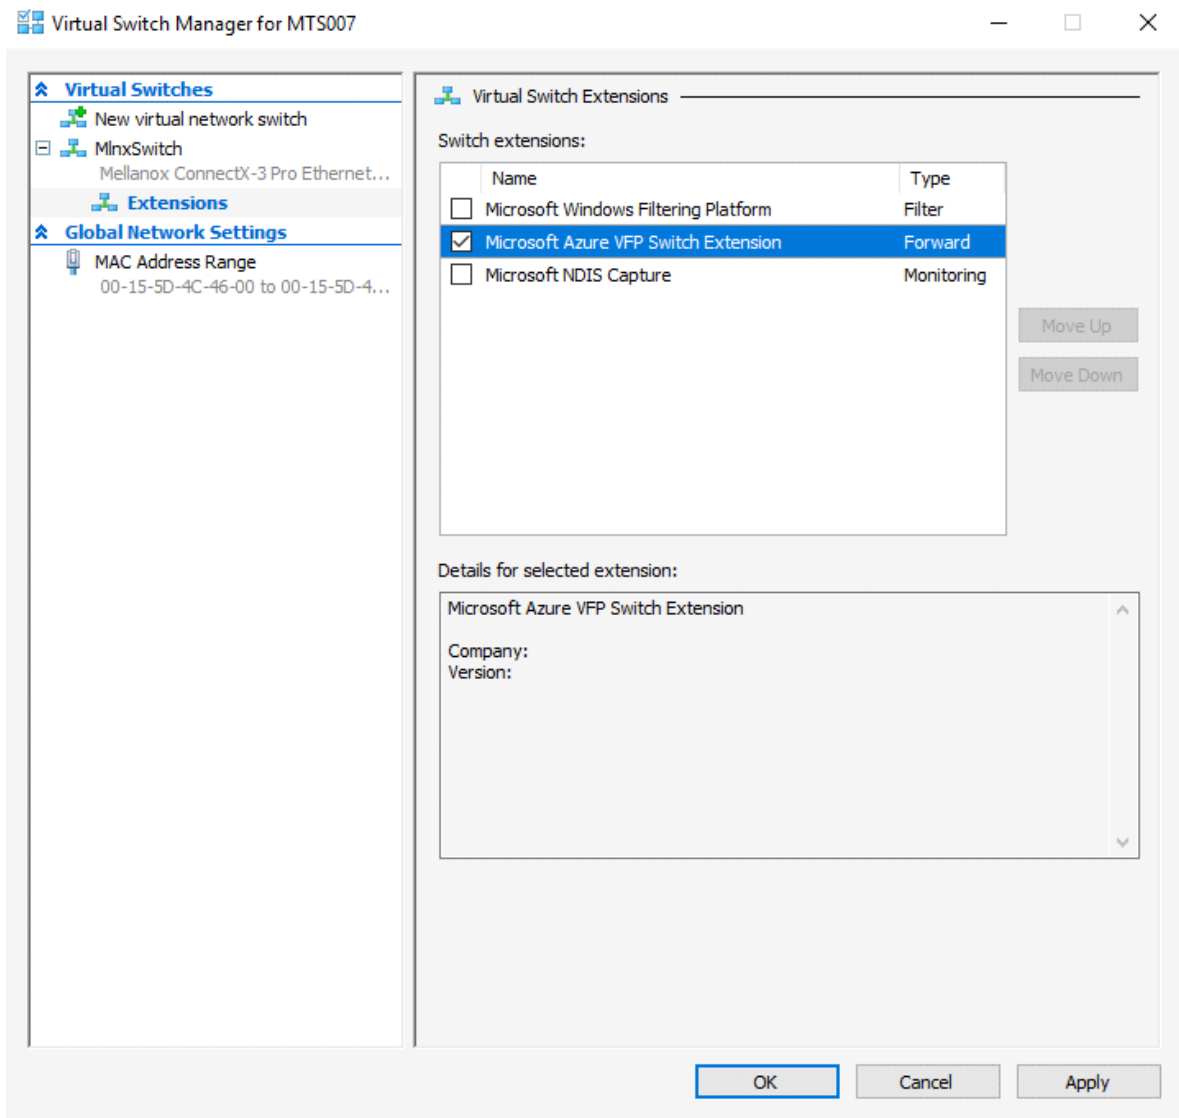 Virtual Switch Manager for MTS007
Virtual Switches
New virtual network switch
MlnxSwitch
Mellanox ConnectX-3 Pro Ethernet...
Extensions
Global Network Settings
MAC Address Range
00-15-5D-4C-46-00 to 00-15-5D-4...
Virtual Switch Extensions
Switch extensions:
Name Type
Microsoft Windows Filtering Platform Filter
Microsoft Azure VFP Switch Extension Forward
Microsoft NDIS Capture Monitoring
Move Up
Move Down
Details for selected extension:
Microsoft Azure VFP Switch Extension
Company:
Version:
OK Cancel Apply